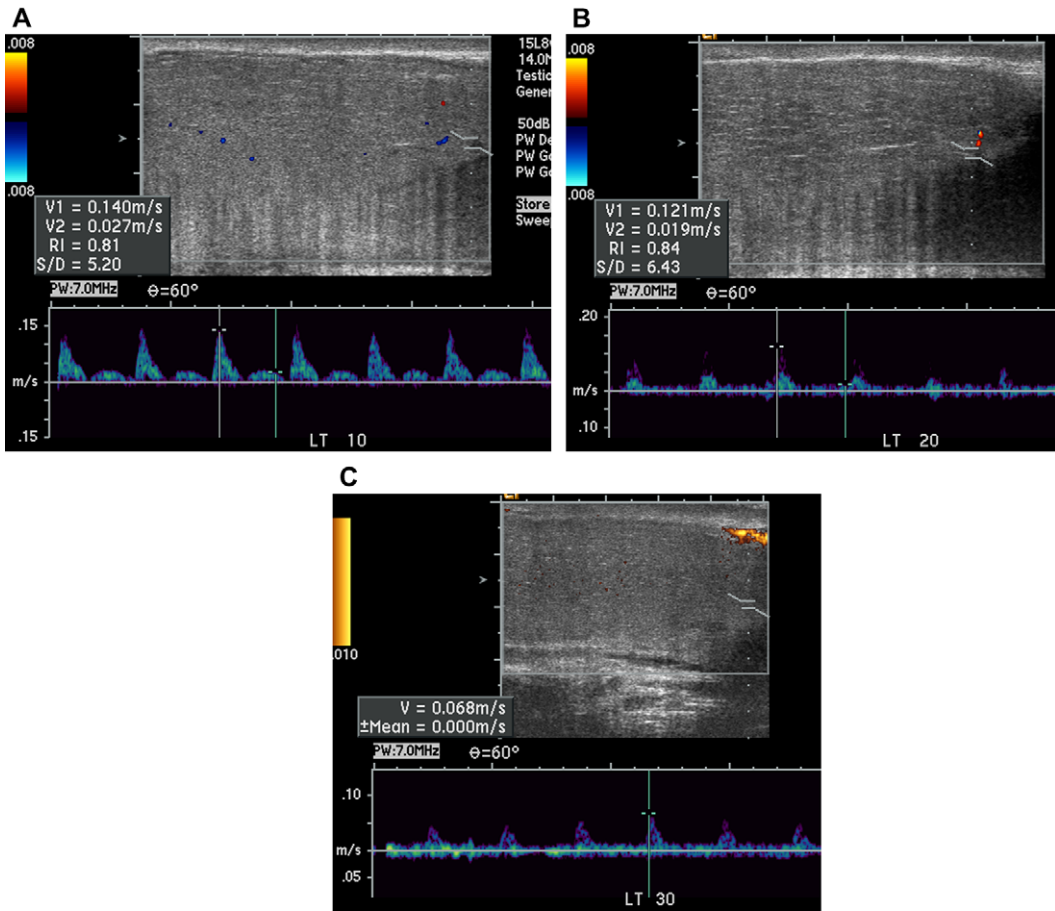 A
.008
.008
15L8
14.0M
Testic
Gener
50dB
PW De
PW Ga
PW Ga
Store
Sweep
V1 = 0.140m/s
V2 = 0.027m/s
RI = 0.81
S/D = 5.20
PW:7.0MHz
θ=60°
.15
m/s
.15
LT 10
B
.008
.008
V1 = 0.121m/s
V2 = 0.019m/s
RI = 0.84
S/D = 6.43
PW:7.0MHz
θ=60°
.20
m/s
.10
LT 20
C
.010
V = 0.068m/s
±Mean = 0.000m/s
PW:7.0MHz
θ=60°
.10
m/s
.05
LT 30